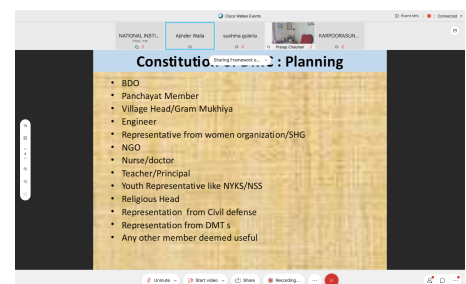 Cisco Webex Events
Event info
Connected
NATIONAL INSTI...
Ajinder Walia
sushma guleria
Pratap Chauhan
KARPOORASUN...
Sharing Framework o...
Constitution of DMC : Planning
• BDO
• Panchayat Member
• Village Head/Gram Mukhiya
• Engineer
• Representative from women organization/SHG
• NGO
• Nurse/doctor
• Teacher/Principal
• Youth Representative like NYKS/NSS
• Religious Head
• Representation from Civil defense
• Representation from DMT s
• Any other member deemed useful
Unmute
Start video
Share
Recording...